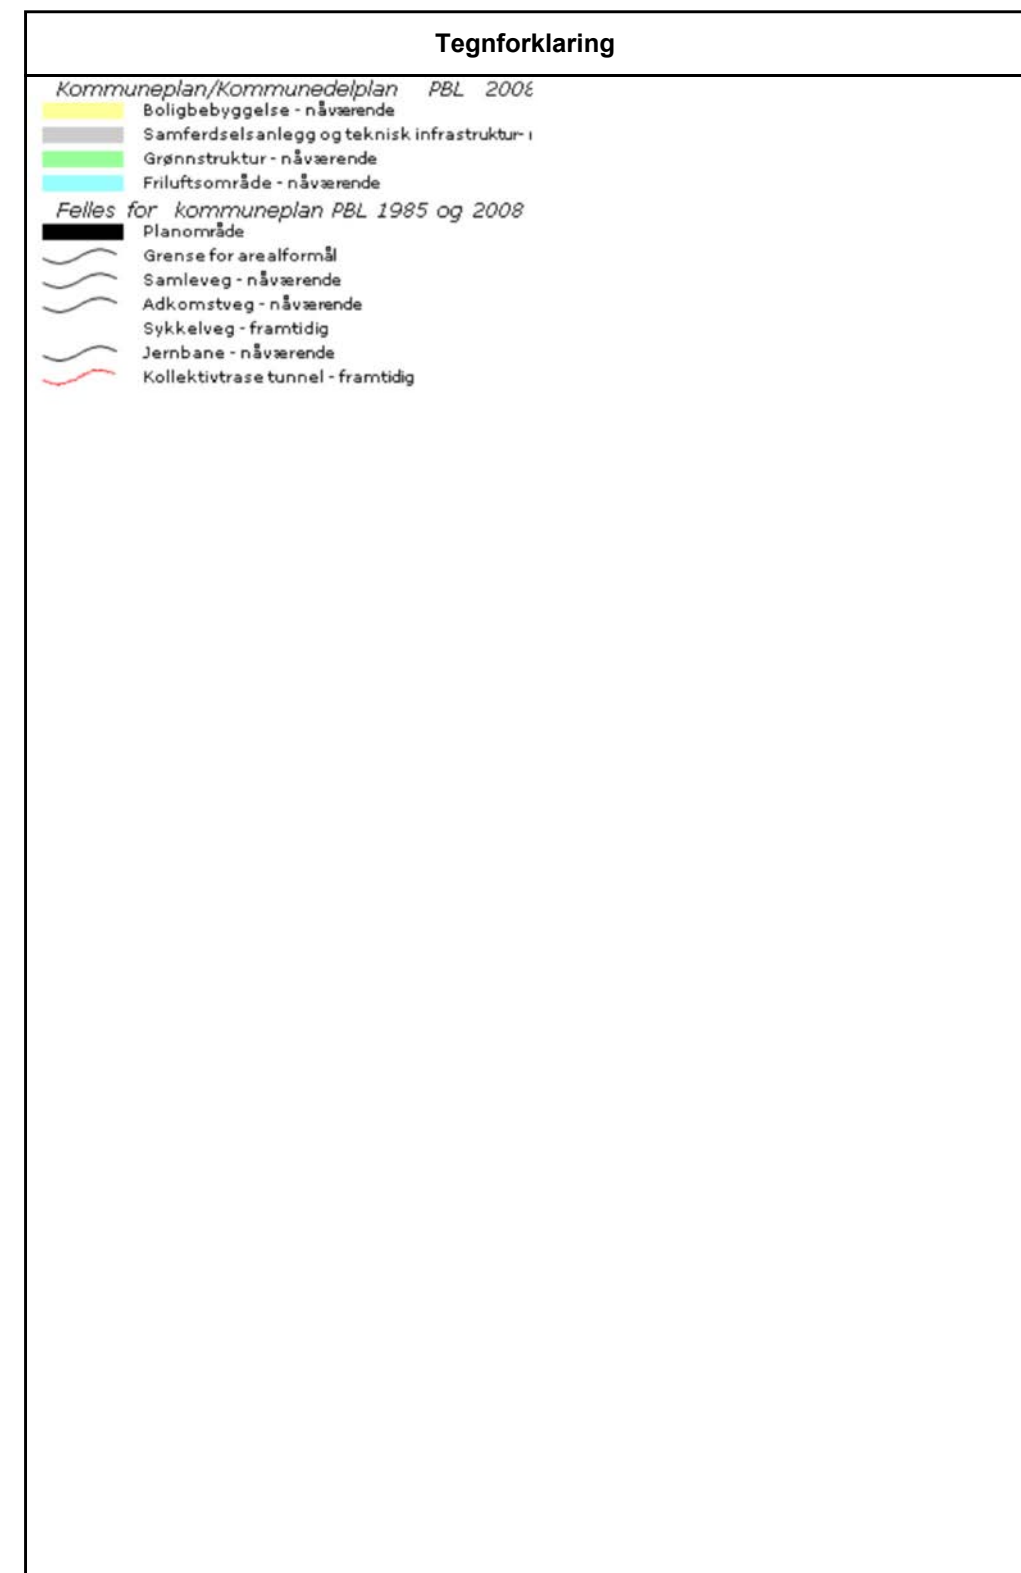 Tegnforklaring
Kommuneplan/Kommunedelplan PBL 2008
Boligbebyggelse - nåværende
Samferdselsanlegg og teknisk infrastruktur-
Grønnstruktur - nåværende
Friluftsområde - nåværende
Felles for kommuneplan PBL 1985 og 2008
Planområde
Grense for arealformål
Samleveg - nåværende
Adkomstveg - nåværende
Sykkelveg - framtidig
Jernbane - nåværende
Kollektivtrase tunnel - framtidig